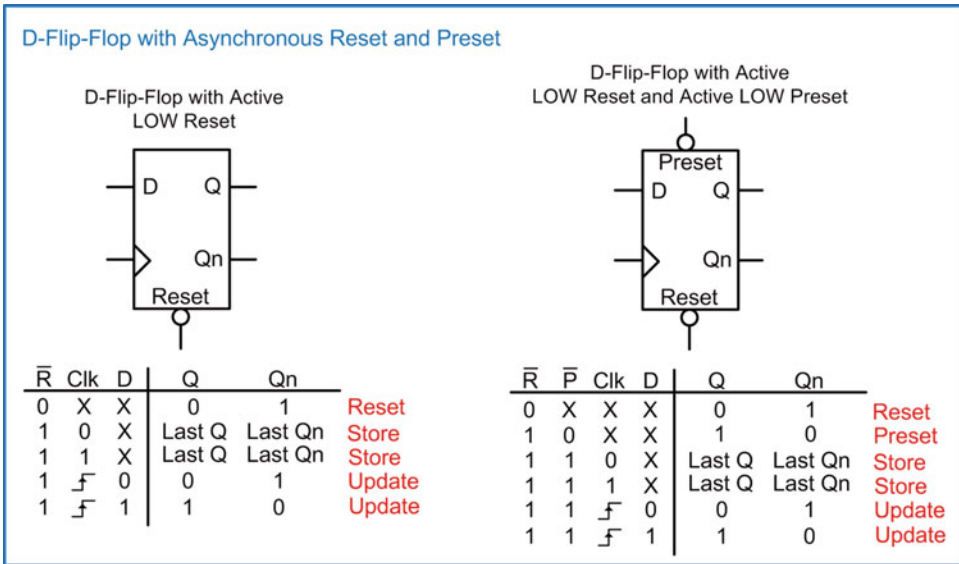 D-Flip-Flop with Asynchronous Reset and Preset
D-Flip-Flop with Active
LOW Reset
D Q
Qn
Reset
R̅ Clk D Q Qn
0 X X 0 1 Reset
1 0 X Last Q Last Qn Store
1 1 X Last Q Last Qn Store
1 0 0 1 Update
1 1 1 0 Update
D-Flip-Flop with Active
LOW Reset and Active LOW Preset
Preset
D Q
Qn
Reset
R̅ P̅ Clk D Q Qn
0 X X X 0 1 Reset
1 0 X X 1 0 Preset
1 1 0 X Last Q Last Qn Store
1 1 1 X Last Q Last Qn Store
1 1 0 0 1 Update
1 1 1 1 0 Update